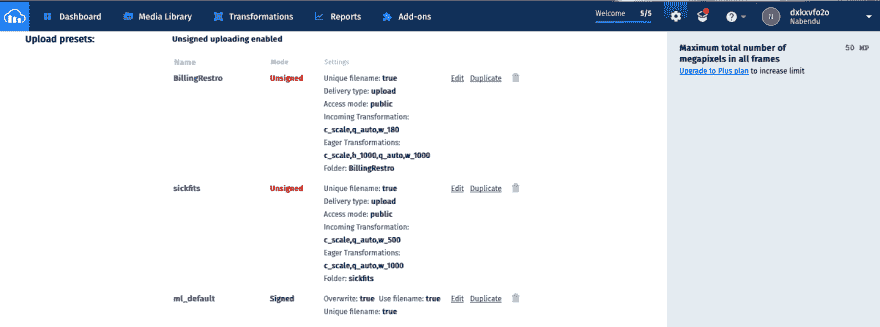 Dashboard
Media Library
Transformations
Reports
Add-ons
Welcome 5/5
N
dxkxvfo2o
Nabendu
Upload presets:
Unsigned uploading enabled
Name Mode Settings
BillingRestro Unsigned Unique filename: true Edit Duplicate
Delivery type: upload
Access mode: public
Incoming Transformation:
c_scale,q_auto,w_180
Eager Transformations:
c_scale,h_1000,q_auto,w_1000
Folder: BillingRestro
sickfits Unsigned Unique filename: true Edit Duplicate
Delivery type: upload
Access mode: public
Incoming Transformation:
c_scale,q_auto,w_500
Eager Transformations:
c_scale,q_auto,w_1000
Folder: sickfits
ml_default Signed Overwrite: true Use filename: true Edit Duplicate
Unique filename: true
Maximum total number of 50 MP
megapixels in all frames
Upgrade to Plus plan to increase limit